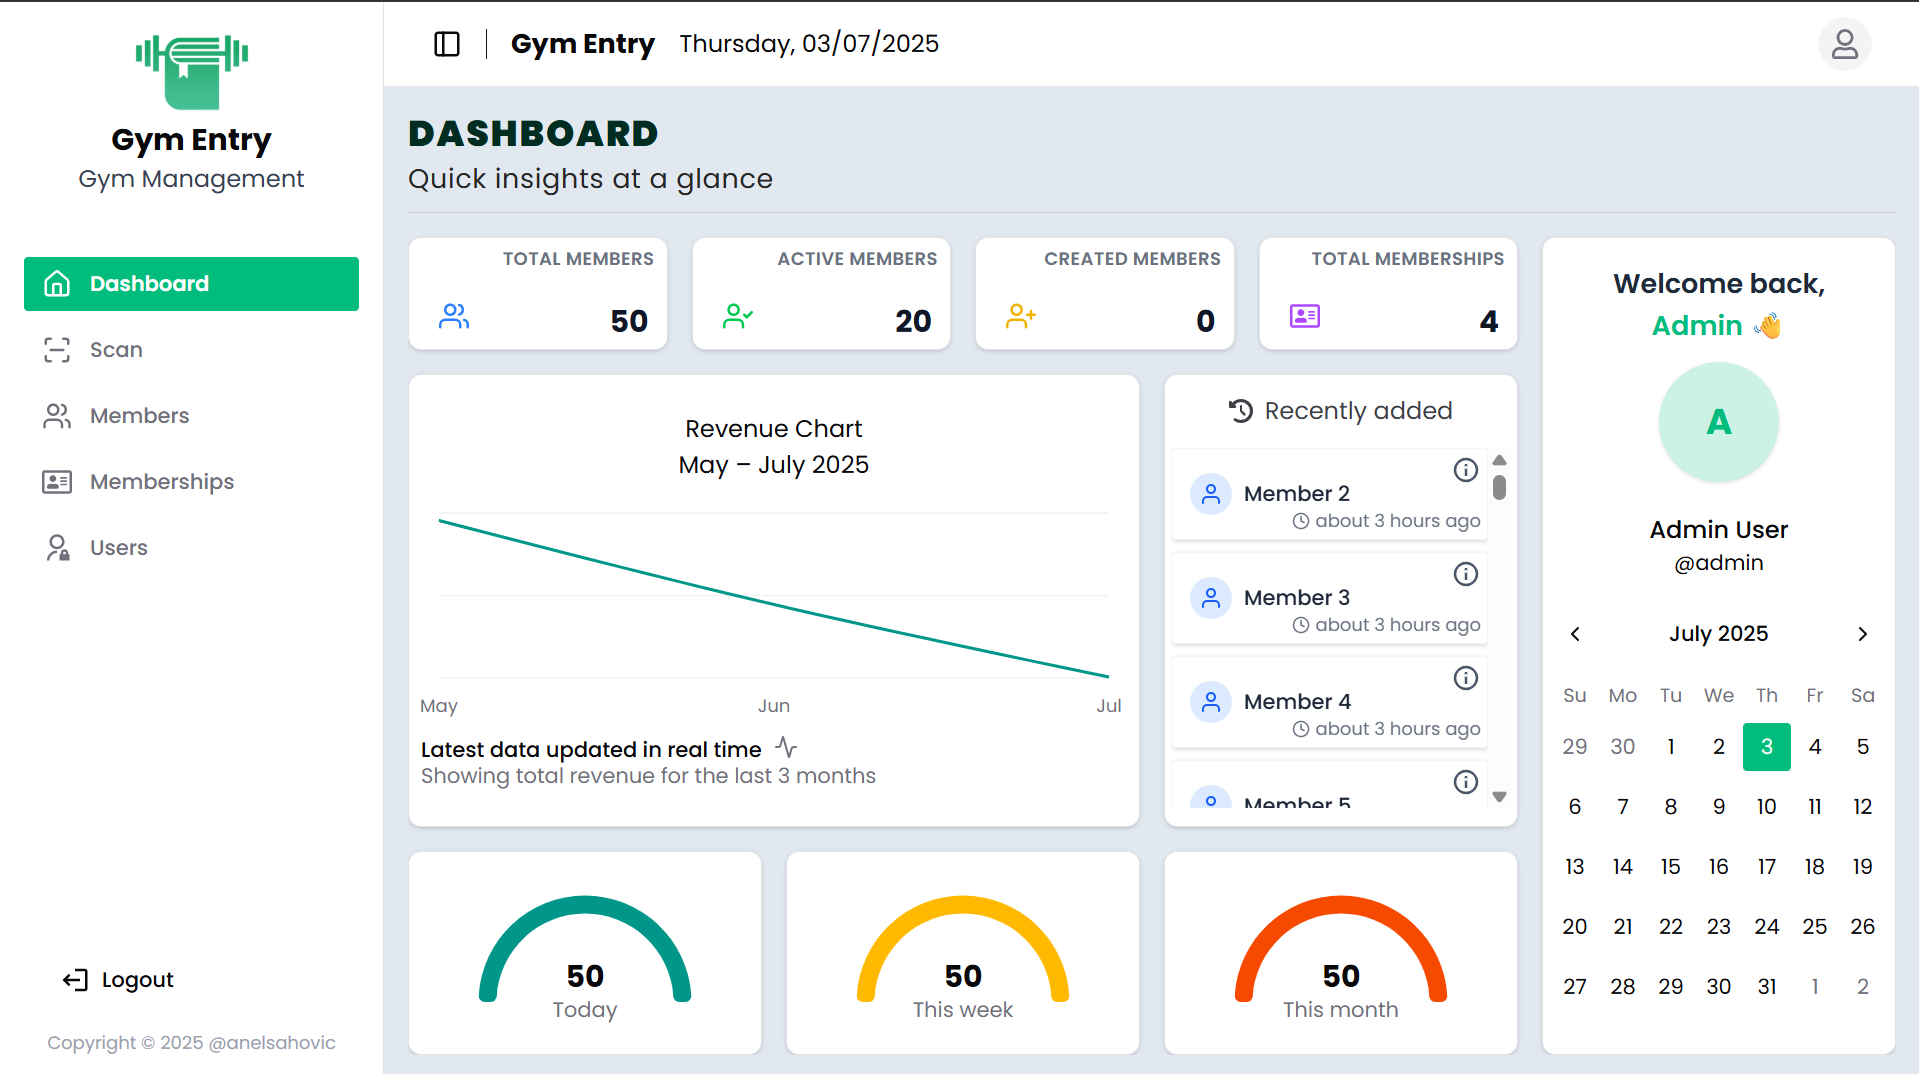 Gym Entry
Gym Management
Dashboard
Scan
Members
Memberships
Users
Logout
Copyright © 2025 @anelsahovic
Gym Entry Thursday, 03/07/2025
DASHBOARD
Quick insights at a glance
TOTAL MEMBERS
50
ACTIVE MEMBERS
20
CREATED MEMBERS
0
TOTAL MEMBERSHIPS
4
Revenue Chart
May – July 2025
May Jun Jul
Latest data updated in real time
Showing total revenue for the last 3 months
Recently added
Member 2
about 3 hours ago
Member 3
about 3 hours ago
Member 4
about 3 hours ago
Member 5
50
Today
50
This week
50
This month
Welcome back,
Admin 👋
A
Admin User
@admin
July 2025
Su Mo Tu We Th Fr Sa
29 30 1 2 3 4 5
6 7 8 9 10 11 12
13 14 15 16 17 18 19
20 21 22 23 24 25 26
27 28 29 30 31 1 2